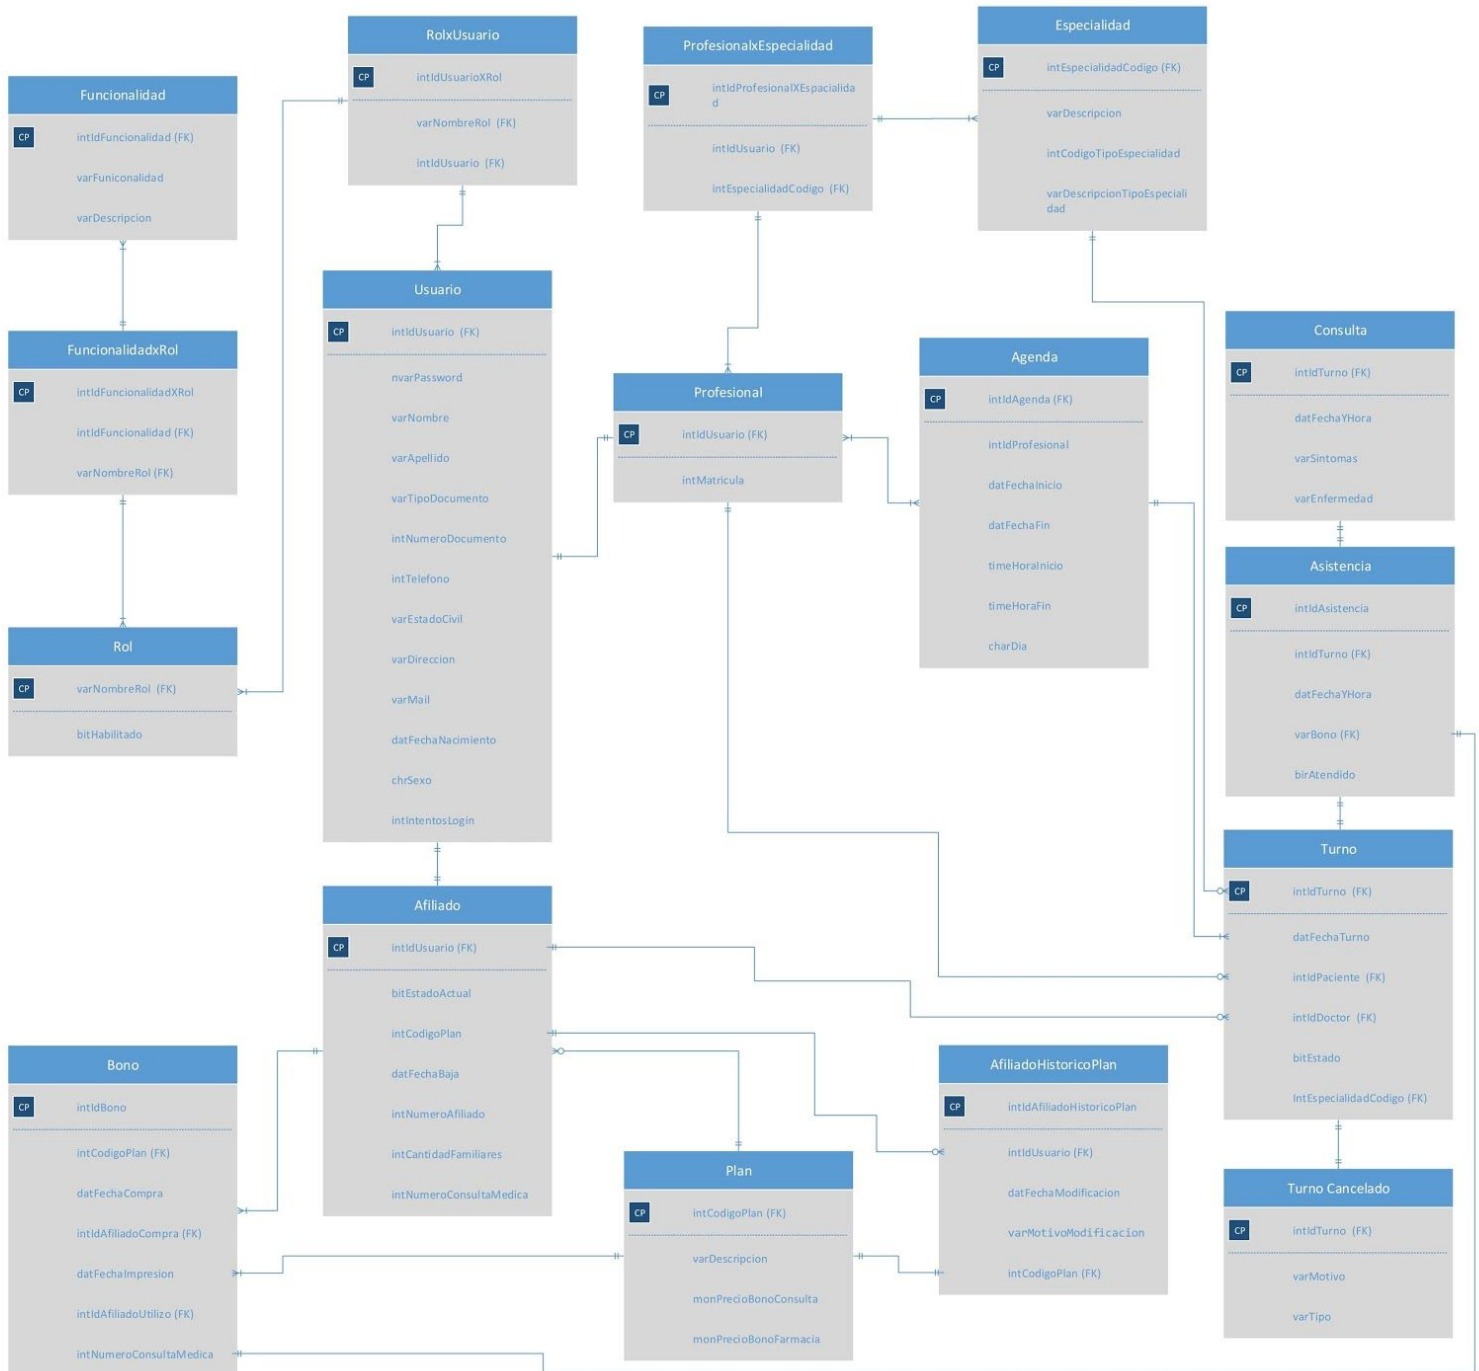 RolxUsuario
CP
intIdUsuarioXRol
varNombreRol (FK)
intIdUsuario (FK)
ProfesionalxEspecialidad
CP
intIdProfesionalXEspacialida
d
intIdUsuario (FK)
intEspecialidadCodigo (FK)
Especialidad
CP
intEspecialidadCodigo (FK)
varDescripcion
intCodigoTipoEspecialidad
varDescripcionTipoEspeciali
dad
Funcionalidad
CP
intIdFuncionalidad (FK)
varFuniconalidad
varDescripcion
FuncionalidadxRol
CP
intIdFuncionalidadXRol
intIdFuncionalidad (FK)
varNombreRol (FK)
Rol
CP
varNombreRol (FK)
bitHabilitado
Usuario
CP
intIdUsuario (FK)
nvarPassword
varNombre
varApellido
varTipoDocumento
intNumeroDocumento
intTelefono
varEstadoCivil
varDireccion
varMail
datFechaNacimiento
chrSexo
intIntentosLogin
Profesional
CP
intIdUsuario (FK)
intMatricula
Agenda
CP
intIdAgenda (FK)
intIdProfesional
datFechaInicio
datFechaFin
timeHoraInicio
timeHoraFin
charDia
Consulta
CP
intIdTurno (FK)
datFechaYHora
varSintomas
varEnfermedad
Asistencia
CP
intIdAsistencia
intIdTurno (FK)
datFechaYHora
varBono (FK)
birAtendido
Turno
CP
intIdTurno (FK)
datFechaTurno
intIdPaciente (FK)
intIdDoctor (FK)
bitEstado
IntEspecialidadCodigo (FK)
Afiliado
CP
intIdUsuario (FK)
bitEstadoActual
intCodigoPlan
datFechaBaja
intNumeroAfiliado
intCantidadFamiliares
intNumeroConsultaMedica
Bono
CP
intIdBono
intCodigoPlan (FK)
datFechaCompra
intIdAfiliadoCompra (FK)
datFechaImpresion
intIdAfiliadoUtilizo (FK)
intNumeroConsultaMedica
Plan
CP
intCodigoPlan (FK)
varDescripcion
monPrecioBonoConsulta
monPrecioBonoFarmacia
AfiliadoHistoricoPlan
CP
intIdAfiliadoHistoricoPlan
intIdUsuario (FK)
datFechaModificacion
varMotivoModificacion
intCodigoPlan (FK)
Turno Cancelado
CP
intIdTurno (FK)
varMotivo
varTipo